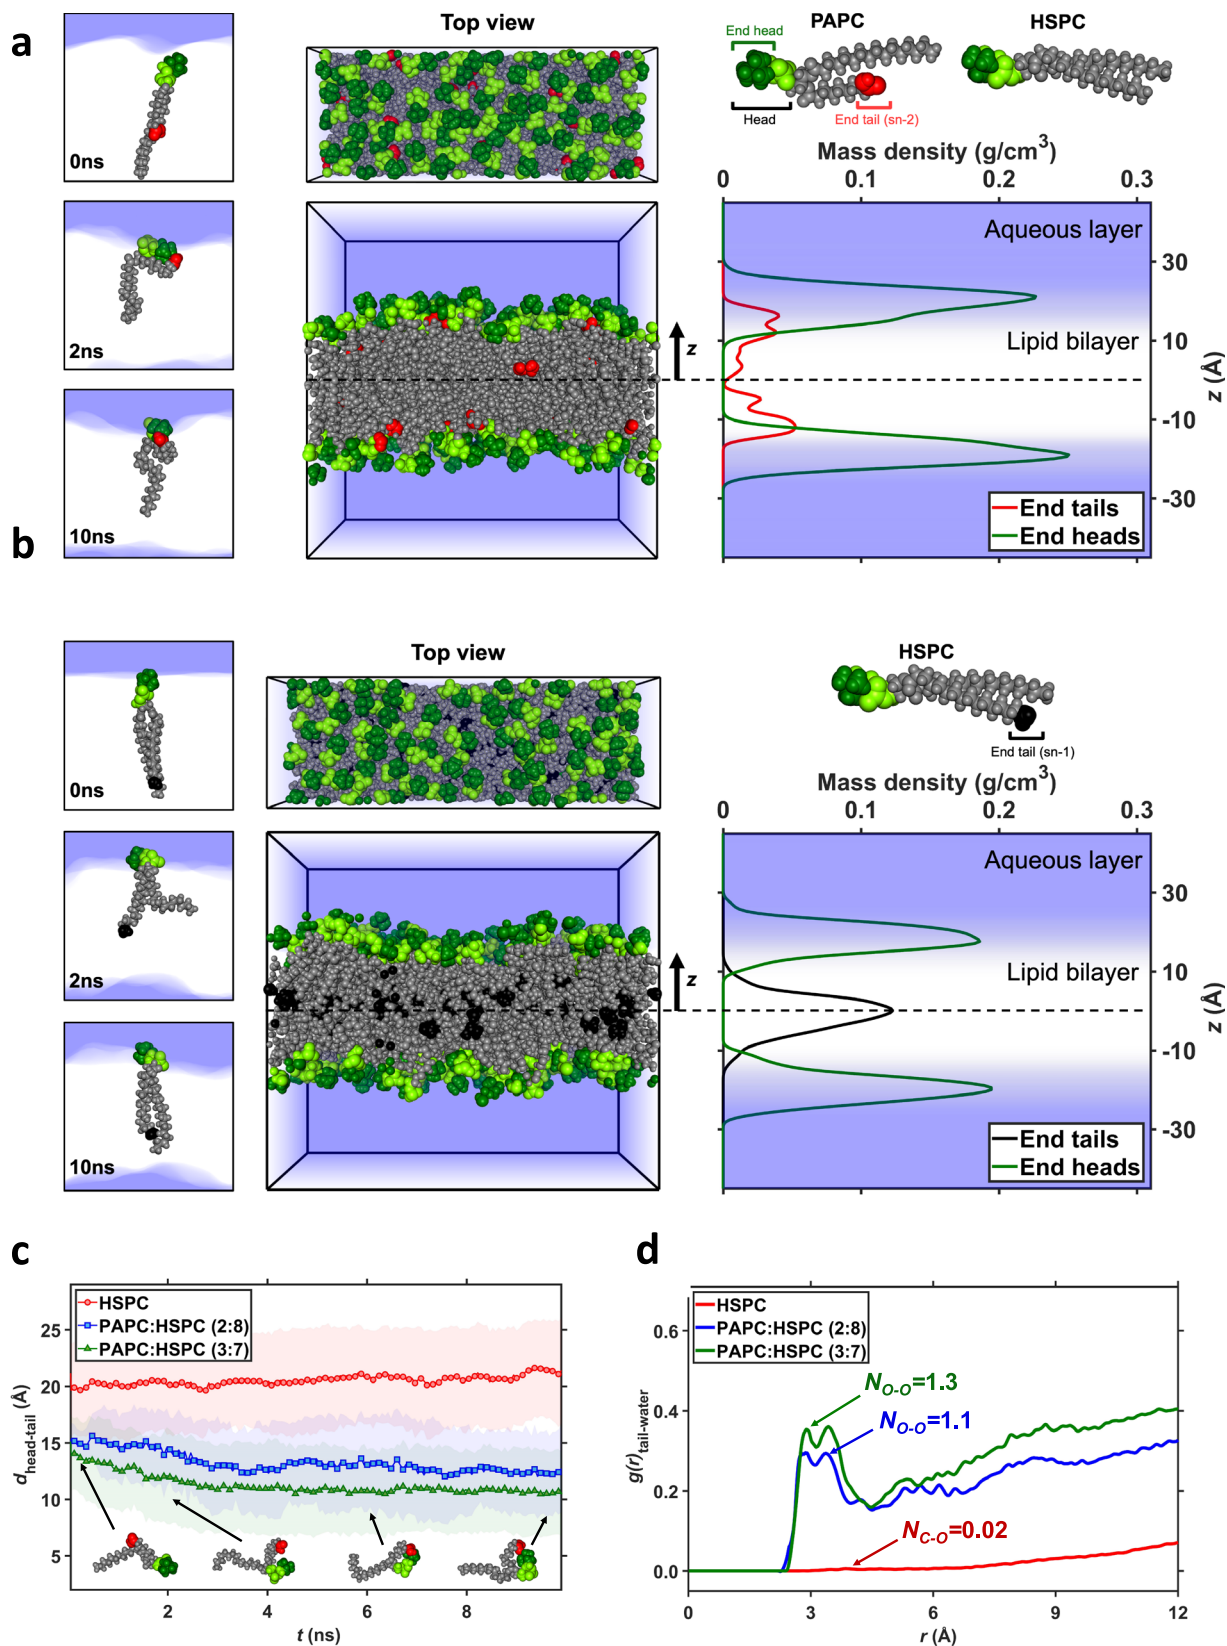 a
0ns
2ns
10ns
Top view
z
PAPC
HSPC
End head
Head
End tail (sn-2)
Mass density (g/cm³)
0
0.1
0.2
0.3
Aqueous layer
Lipid bilayer
30
10
-10
-30
z (Å)
End tails
End heads
b
0ns
2ns
10ns
Top view
z
HSPC
End tail (sn-1)
Mass density (g/cm³)
0
0.1
0.2
0.3
Aqueous layer
Lipid bilayer
30
10
-10
-30
z (Å)
End tails
End heads
c
HSPC
PAPC:HSPC (2:8)
PAPC:HSPC (3:7)
25
20
15
10
5
d head-tail (Å)
2
4
6
8
t (ns)
d
HSPC
PAPC:HSPC (2:8)
PAPC:HSPC (3:7)
N O-O=1.3
N O-O=1.1
N C-O=0.02
0.6
0.4
0.2
0.0
g(r) tail-water
0
3
6
9
12
r (Å)